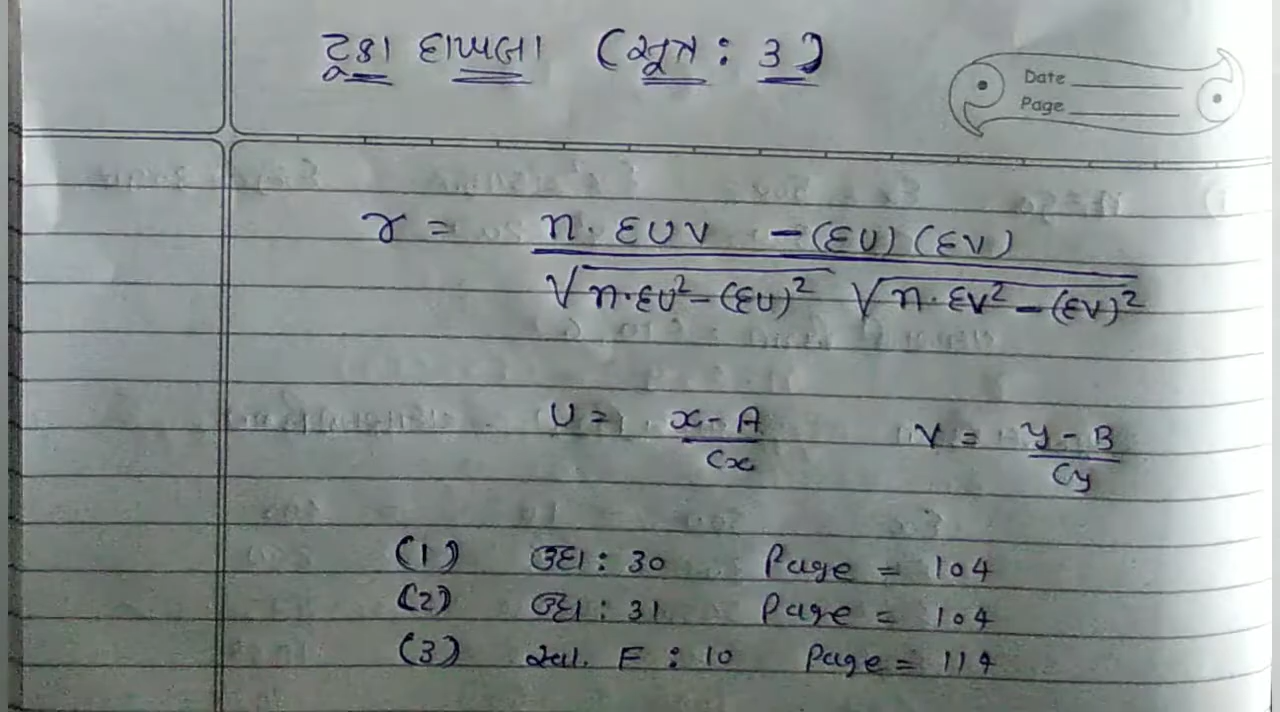 ટૂંકા દાખલા (સૂત્ર : ૩)
Date
Page
r = n. ΣUV - (ΣU) (ΣV)
√n.ΣU² - (ΣU)² √n.ΣV² - (ΣV)²
U = x - A V = y - B
Cx Cy
(1) ઉદા : 30 Page = 104
(2) ઉદા : 31 Page = 104
(3) સ્વા. F : 10 Page = 114